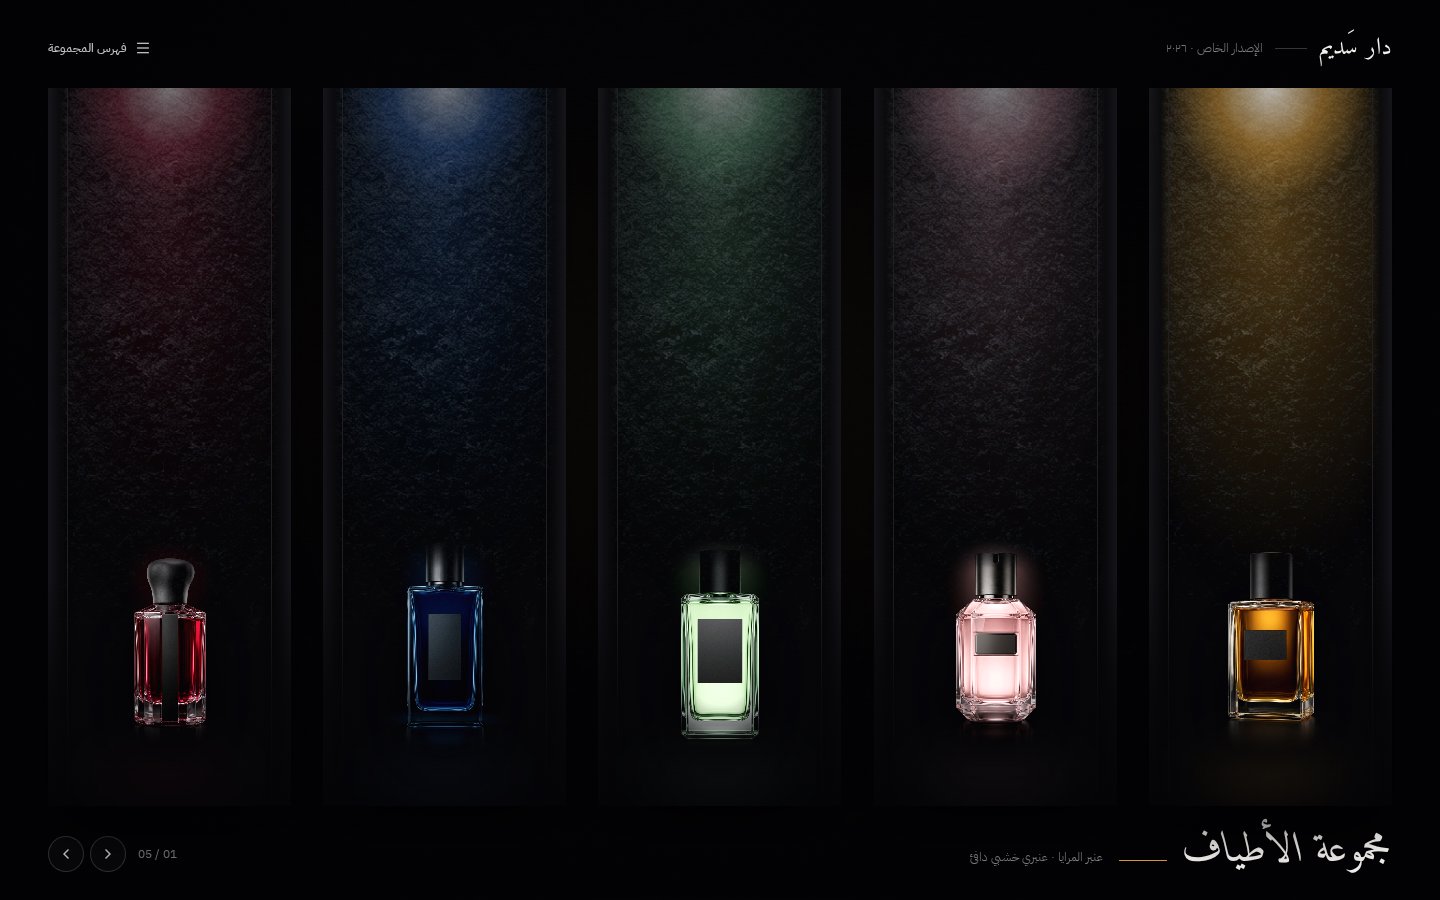 دار سَديم
الإصدار الخاص · ٢٠٢٦
فهرس المجموعة
مجموعة الأطياف
عنبر المرايا · عنبري خشبي دافئ
05 / 01